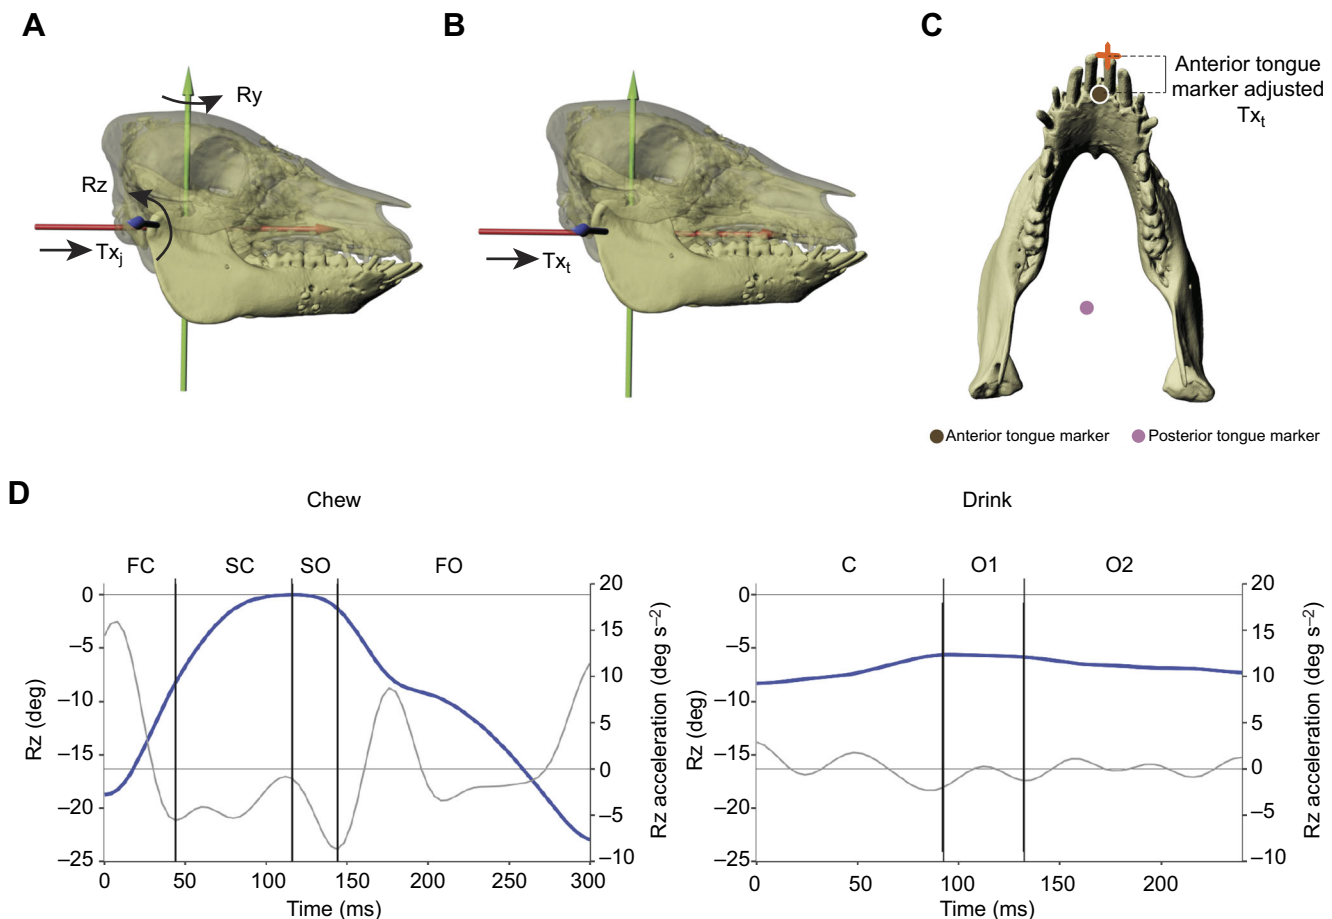 A
B
C
Ry
Rz
Txj
Txt
Anterior tongue
marker adjusted
Txt
Anterior tongue marker
Posterior tongue marker
D
Chew
Drink
FC
SC
SO
FO
C
O1
O2
0
–5
–10
–15
–20
–25
Rz (deg)
20
15
10
5
0
–5
–10
Rz acceleration (deg s–2)
0
50
100
150
200
250
300
Time (ms)
0
–5
–10
–15
–20
–25
Rz (deg)
20
15
10
5
0
–5
–10
Rz acceleration (deg s–2)
0
50
100
150
200
Time (ms)